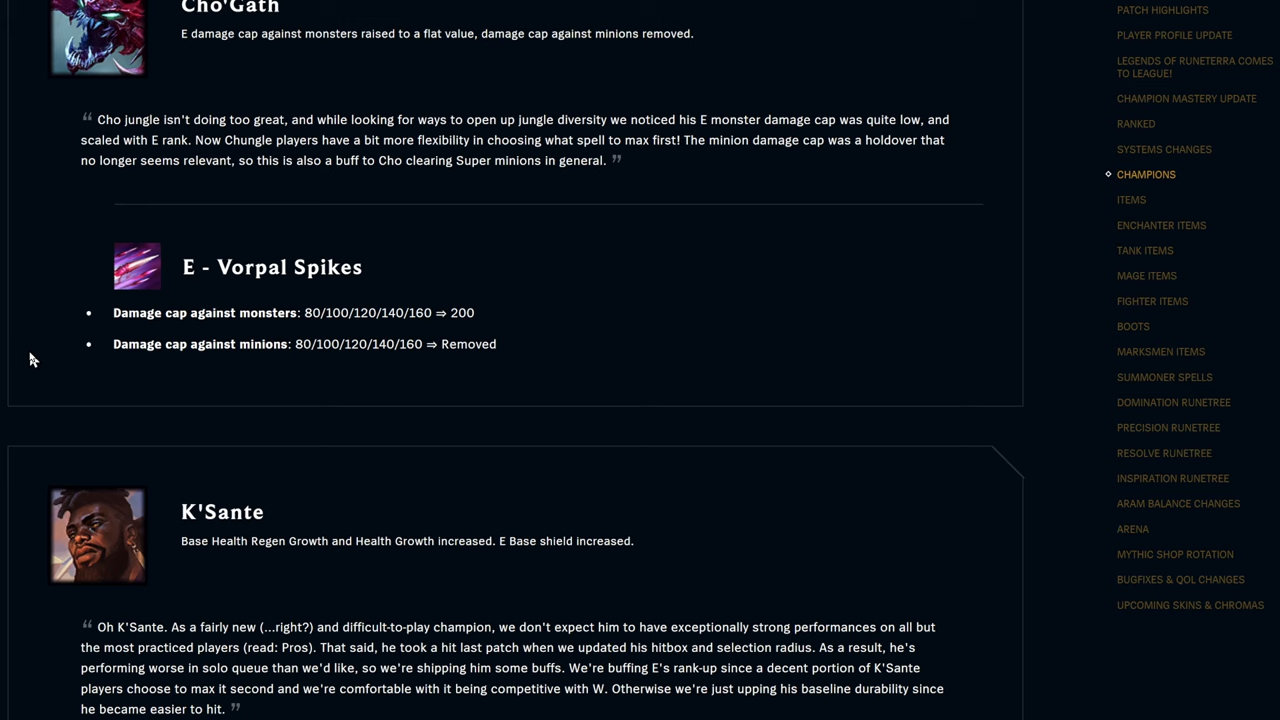 Cho'Gath
E damage cap against monsters raised to a flat value, damage cap against minions removed.
“ Cho jungle isn't doing too great, and while looking for ways to open up jungle diversity we noticed his E monster damage cap was quite low, and
scaled with E rank. Now Chungle players have a bit more flexibility in choosing what spell to max first! The minion damage cap was a holdover that
no longer seems relevant, so this is also a buff to Cho clearing Super minions in general. ”
E - Vorpal Spikes
• Damage cap against monsters: 80/100/120/140/160 ⇒ 200
• Damage cap against minions: 80/100/120/140/160 ⇒ Removed
K'Sante
Base Health Regen Growth and Health Growth increased. E Base shield increased.
“ Oh K'Sante. As a fairly new (...right?) and difficult-to-play champion, we don't expect him to have exceptionally strong performances on all but
the most practiced players (read: Pros). That said, he took a hit last patch when we updated his hitbox and selection radius. As a result, he's
performing worse in solo queue than we'd like, so we're shipping him some buffs. We're buffing E's rank-up since a decent portion of K'Sante
players choose to max it second and we're comfortable with it being competitive with W. Otherwise we're just upping his baseline durability since
he became easier to hit. ”
PATCH HIGHLIGHTS
PLAYER PROFILE UPDATE
LEGENDS OF RUNETERRA COMES
TO LEAGUE!
CHAMPION MASTERY UPDATE
RANKED
SYSTEMS CHANGES
CHAMPIONS
ITEMS
ENCHANTER ITEMS
TANK ITEMS
MAGE ITEMS
FIGHTER ITEMS
BOOTS
MARKSMEN ITEMS
SUMMONER SPELLS
DOMINATION RUNETREE
PRECISION RUNETREE
RESOLVE RUNETREE
INSPIRATION RUNETREE
ARAM BALANCE CHANGES
ARENA
MYTHIC SHOP ROTATION
BUGFIXES & QOL CHANGES
UPCOMING SKINS & CHROMAS